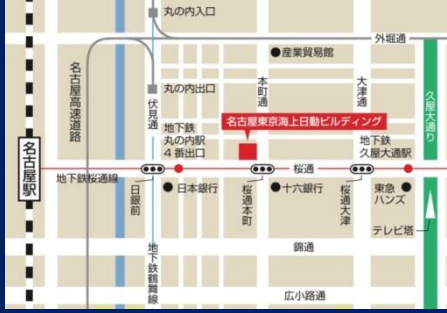 丸の内入口
外堀通
産業貿易館
名古屋高速道路
丸の内出口
本町通
大津通
久屋大通り
伏見通
名古屋東京海上日動ビルディング
地下鉄
丸の内駅
4番出口
地下鉄
久屋大通駅
名古屋駅
地下鉄桜通線
桜通
日銀前
日本銀行
桜通本町
十六銀行
桜通大津
東急
ハンズ
テレビ塔
地下鉄鶴舞線
錦通
広小路通